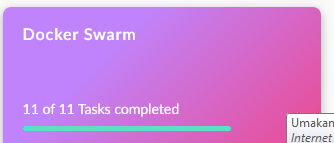 Docker Swarm
11 of 11 Tasks completed
Umakan
Internet